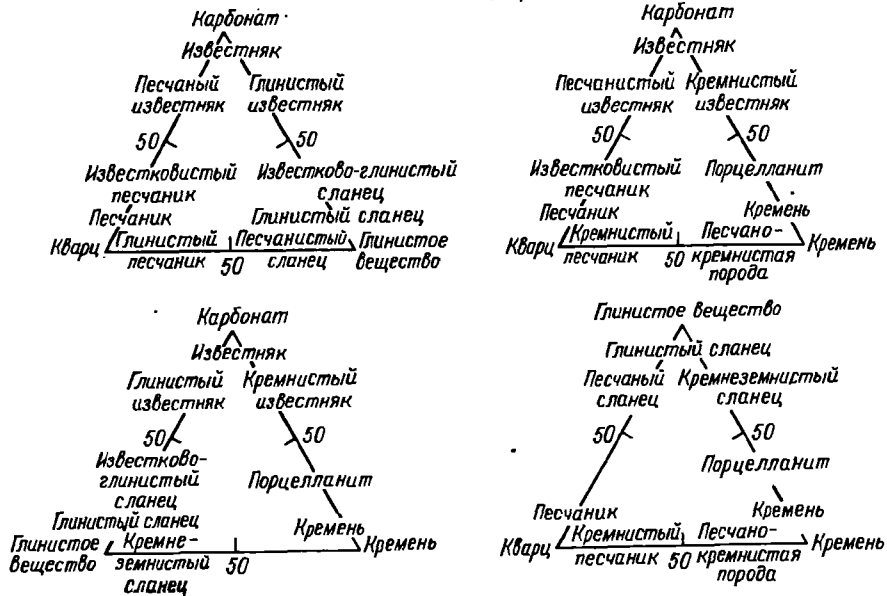 Карбонат
Известняк
Песчаный Глинистый
известняк известняк
50 50
Известковистый Известково-глинистый
песчаник сланец
Песчаник Глинистый сланец
Кварц Глинистый Песчанистый Глинистое
песчаник 50 сланец вещество
Карбонат
Известняк
Песчанистый Кремнистый
известняк известняк
50 50
Известковистый Порцелланит
песчаник
Песчаник Кремень
Кварц Кремнистый Песчано- Кремень
песчаник 50 кремнистая
порода
Карбонат
Известняк
Глинистый Кремнистый
известняк известняк
50 50
Известково-
глинистый Порцелланит
сланец
Глинистый сланец Кремень
Глинистое Кремне- Кремень
вещество земнистый 50
сланец
Глинистое вещество
Глинистый сланец
Песчаный Кремнеземнистый
сланец сланец
50 50
Порцелланит
Песчаник Кремень
Кварц Кремнистый Песчано- Кремень
песчаник 50 кремнистая
порода